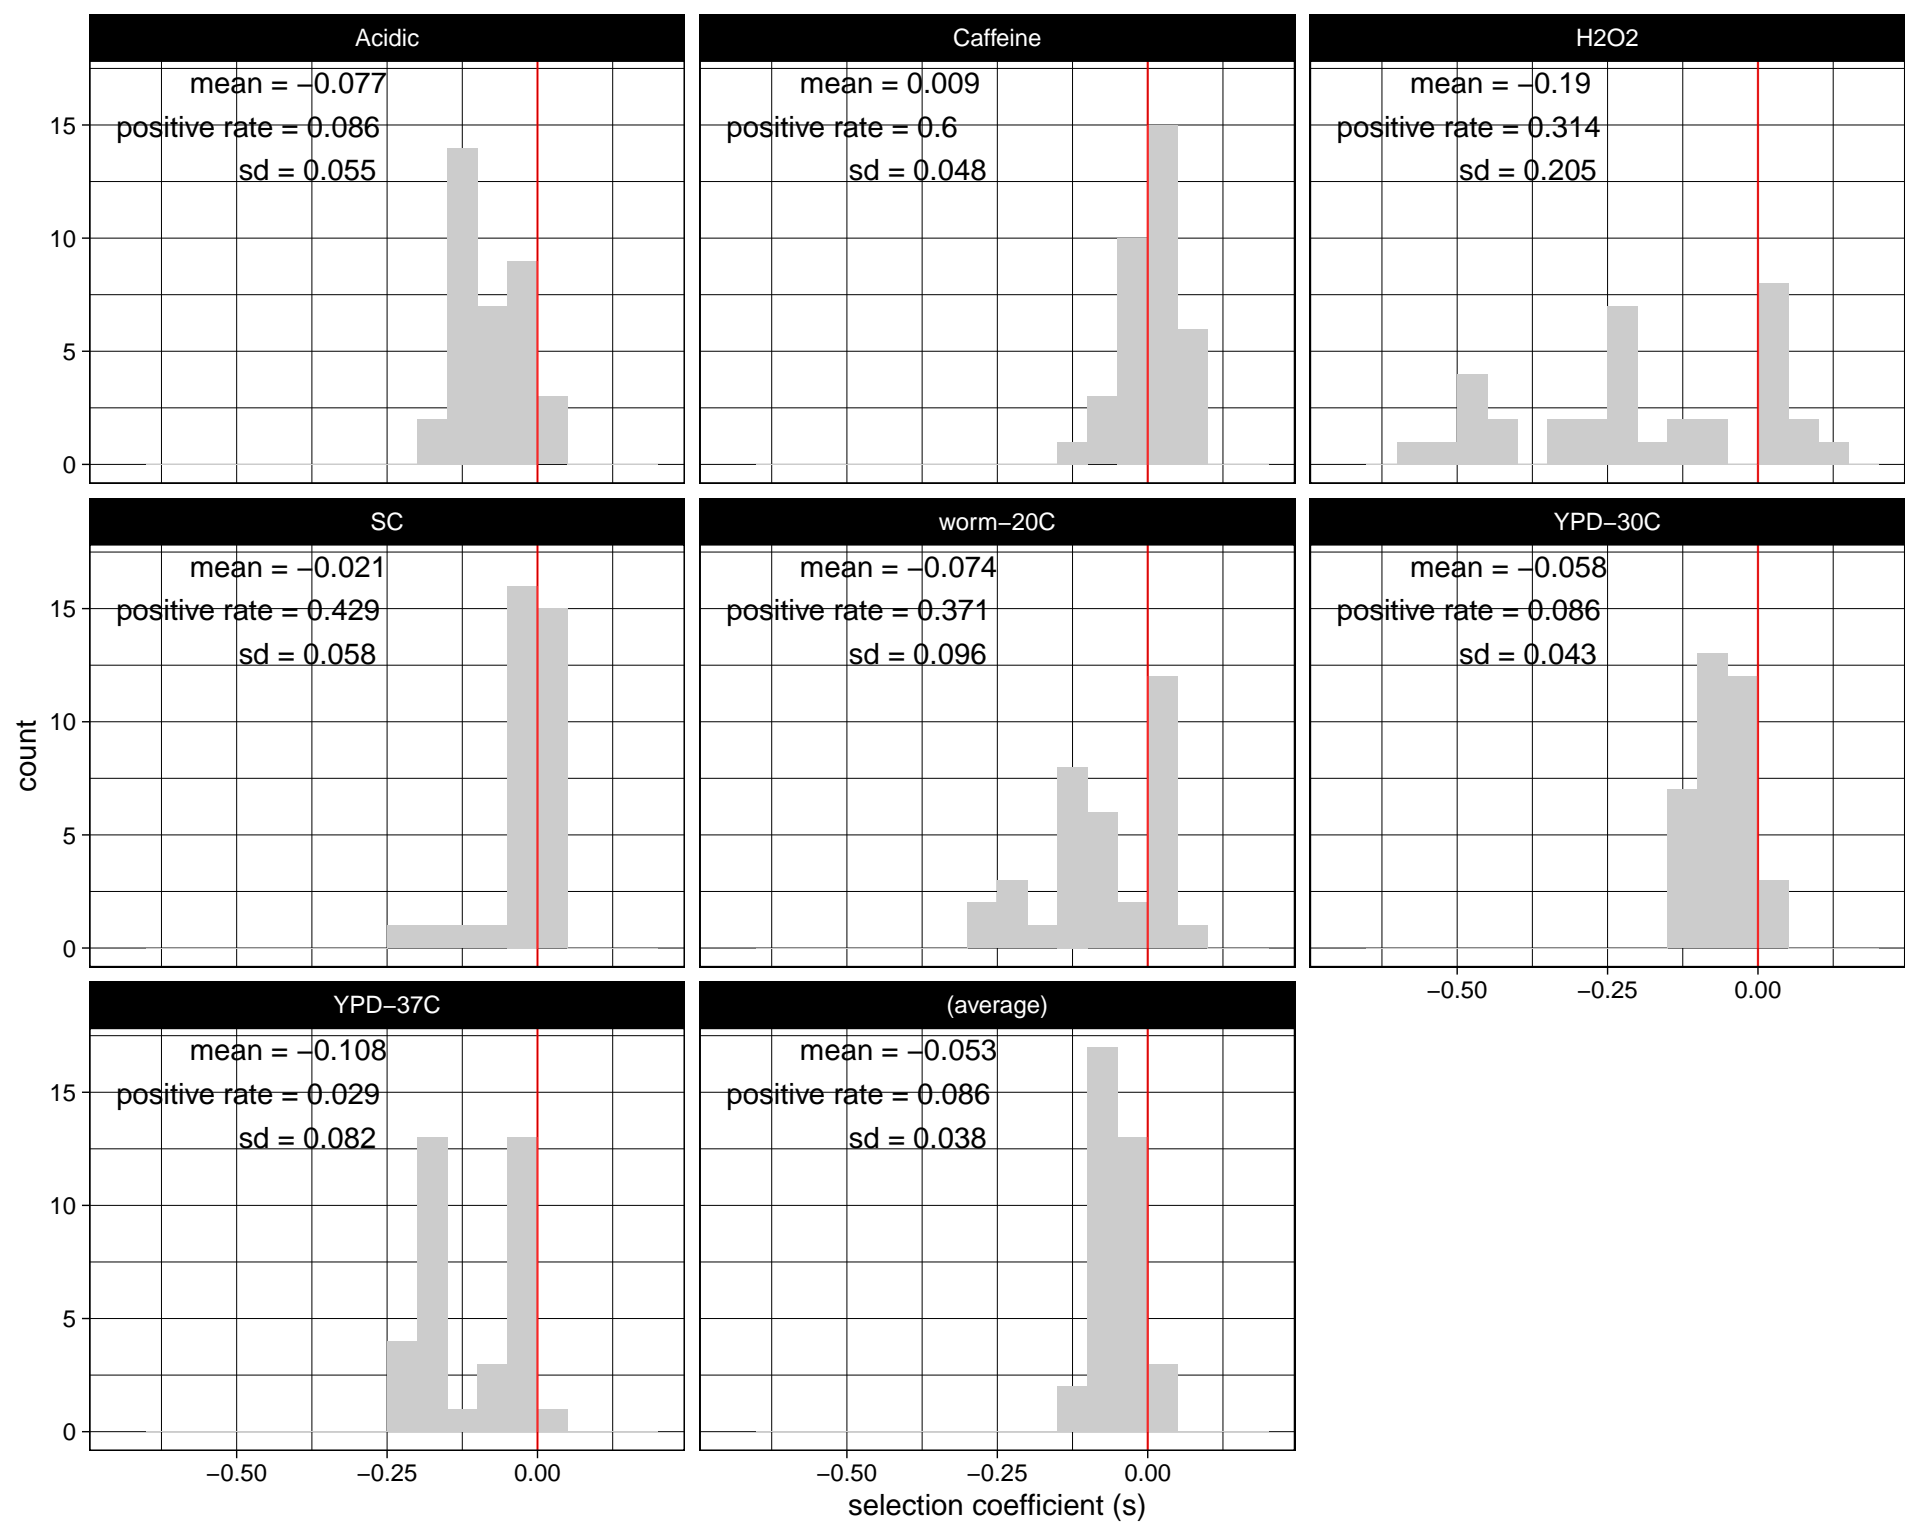 Acidic
mean = −0.077
positive rate = 0.086
sd = 0.055
15
10
5
0
Caffeine
mean = 0.009
positive rate = 0.6
sd = 0.048
H2O2
mean = −0.19
positive rate = 0.314
sd = 0.205
SC
mean = −0.021
positive rate = 0.429
sd = 0.058
15
10
5
0
worm−20C
mean = −0.074
positive rate = 0.371
sd = 0.096
YPD−30C
mean = −0.058
positive rate = 0.086
sd = 0.043
−0.50 −0.25 0.00
count
YPD−37C
mean = −0.108
positive rate = 0.029
sd = 0.082
15
10
5
0
−0.50 −0.25 0.00
(average)
mean = −0.053
positive rate = 0.086
sd = 0.038
−0.50 −0.25 0.00
selection coefficient (s)